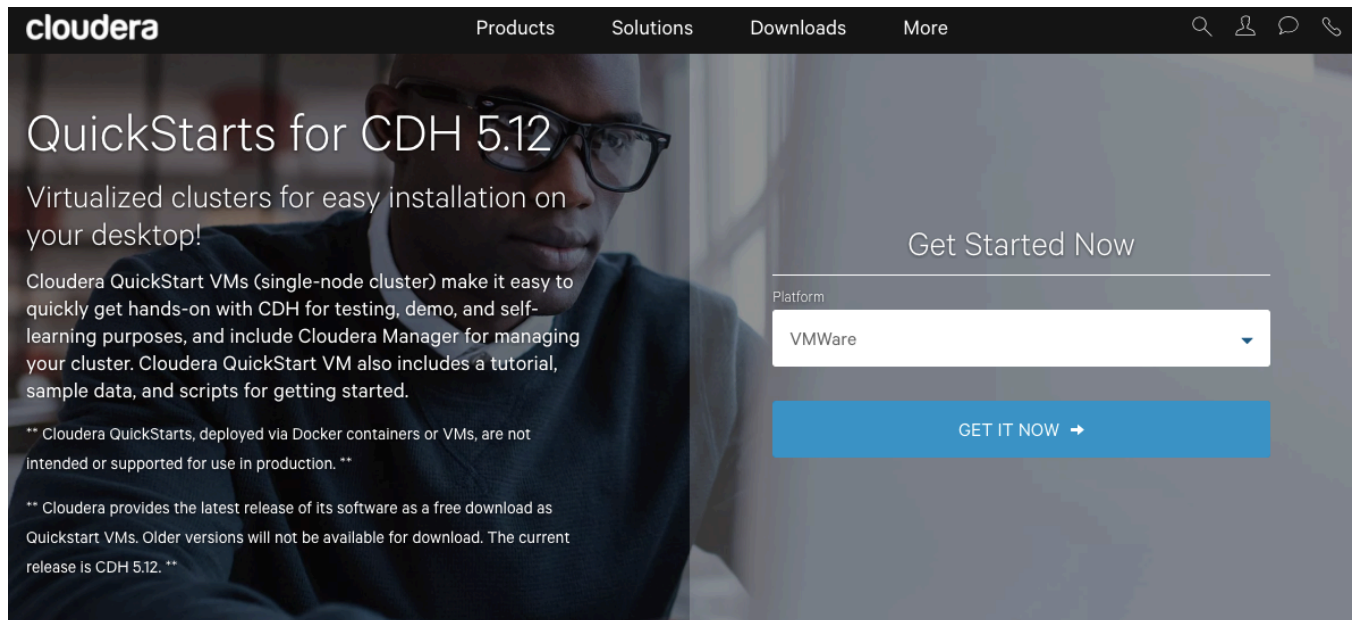 cloudera
Products Solutions Downloads More
QuickStarts for CDH 5.12
Virtualized clusters for easy installation on
your desktop!
Cloudera QuickStart VMs (single-node cluster) make it easy to
quickly get hands-on with CDH for testing, demo, and self-
learning purposes, and include Cloudera Manager for managing
your cluster. Cloudera QuickStart VM also includes a tutorial,
sample data, and scripts for getting started.
** Cloudera QuickStarts, deployed via Docker containers or VMs, are not
intended or supported for use in production. **
** Cloudera provides the latest release of its software as a free download as
Quickstart VMs. Older versions will not be available for download. The current
release is CDH 5.12. **
Get Started Now
Platform
VMWare
GET IT NOW ➔